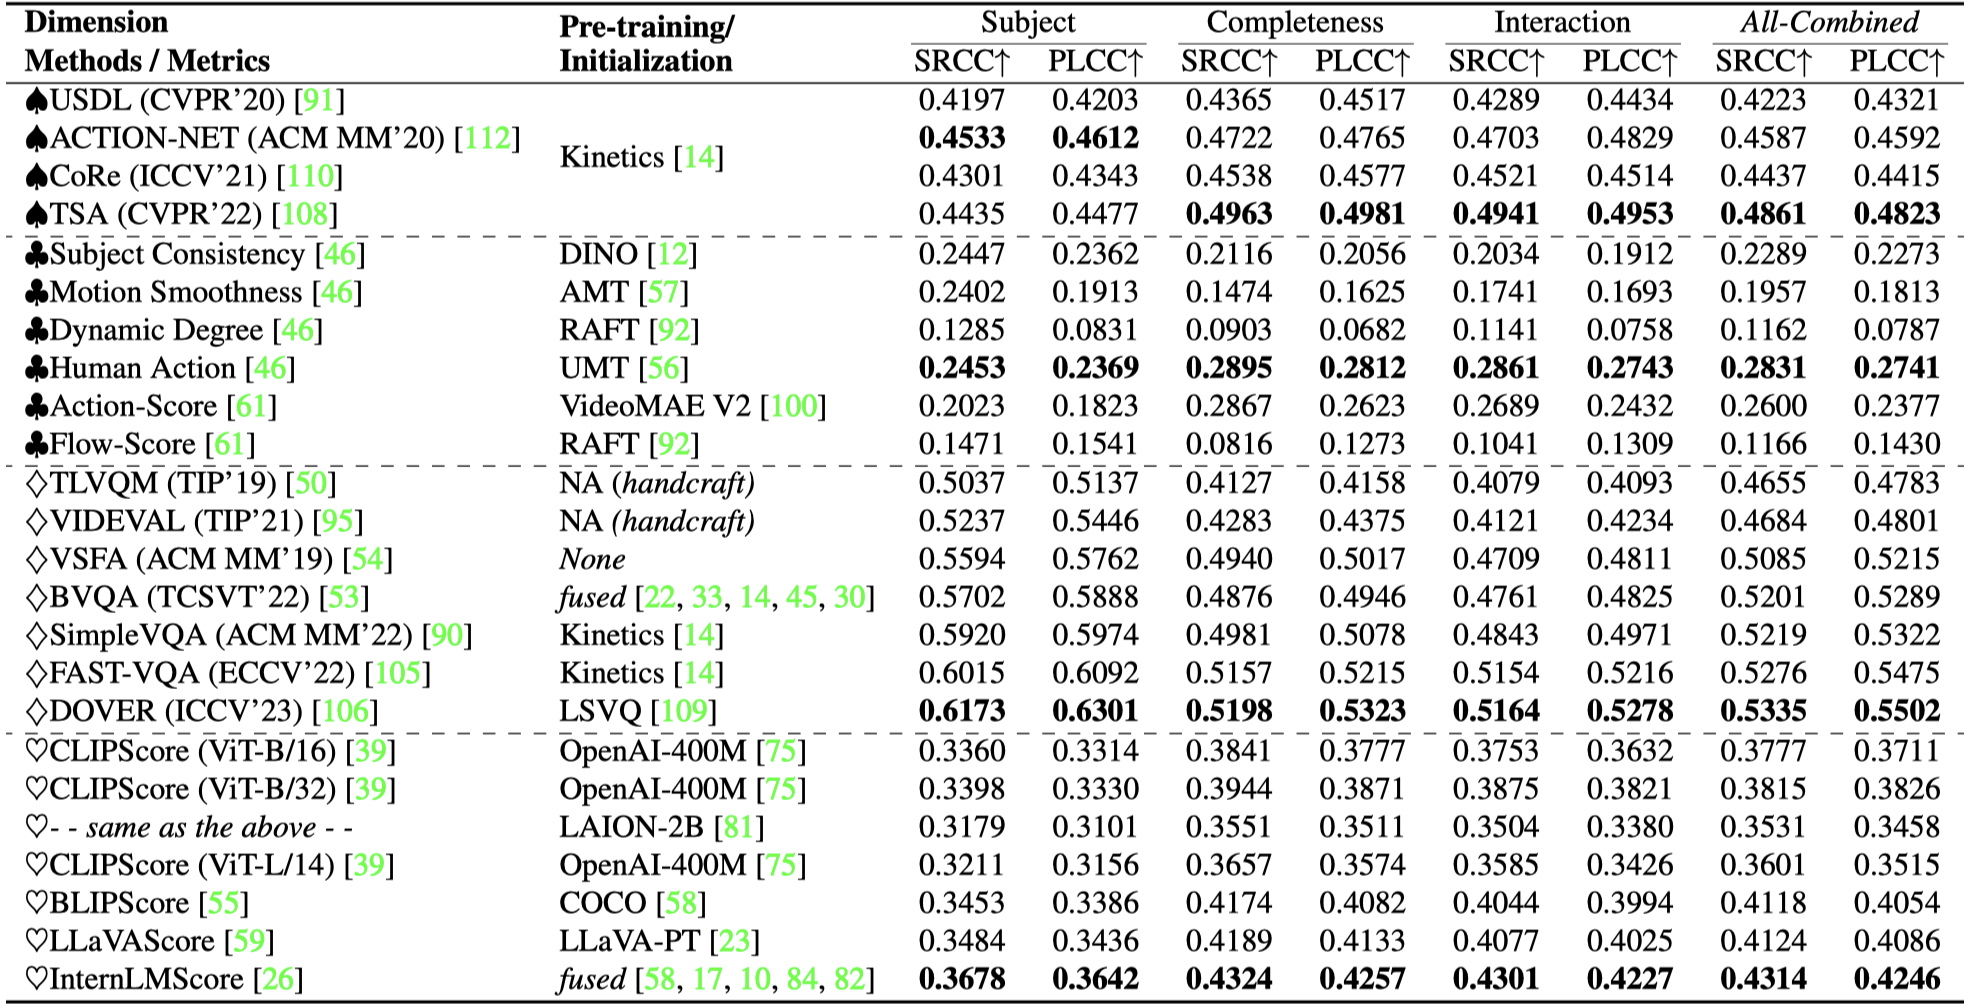 Dimension Pre-training/ Subject Completeness Interaction All-Combined
Methods / Metrics Initialization SRCC↑ PLCC↑ SRCC↑ PLCC↑ SRCC↑ PLCC↑ SRCC↑ PLCC↑
♠USDL (CVPR’20) [91] 0.4197 0.4203 0.4365 0.4517 0.4289 0.4434 0.4223 0.4321
♠ACTION-NET (ACM MM’20) [112] 0.4533 0.4612 0.4722 0.4765 0.4703 0.4829 0.4587 0.4592
Kinetics [14]
♠CoRe (ICCV’21) [110] 0.4301 0.4343 0.4538 0.4577 0.4521 0.4514 0.4437 0.4415
♠TSA (CVPR’22) [108] 0.4435 0.4477 0.4963 0.4981 0.4941 0.4953 0.4861 0.4823
♣Subject Consistency [46] DINO [12] 0.2447 0.2362 0.2116 0.2056 0.2034 0.1912 0.2289 0.2273
♣Motion Smoothness [46] AMT [57] 0.2402 0.1913 0.1474 0.1625 0.1741 0.1693 0.1957 0.1813
♣Dynamic Degree [46] RAFT [92] 0.1285 0.0831 0.0903 0.0682 0.1141 0.0758 0.1162 0.0787
♣Human Action [46] UMT [56] 0.2453 0.2369 0.2895 0.2812 0.2861 0.2743 0.2831 0.2741
♣Action-Score [61] VideoMAE V2 [100] 0.2023 0.1823 0.2867 0.2623 0.2689 0.2432 0.2600 0.2377
♣Flow-Score [61] RAFT [92] 0.1471 0.1541 0.0816 0.1273 0.1041 0.1309 0.1166 0.1430
♢TLVQM (TIP’19) [50] NA (handcraft) 0.5037 0.5137 0.4127 0.4158 0.4079 0.4093 0.4655 0.4783
♢VIDEVAL (TIP’21) [95] NA (handcraft) 0.5237 0.5446 0.4283 0.4375 0.4121 0.4234 0.4684 0.4801
♢VSFA (ACM MM’19) [54] None 0.5594 0.5762 0.4940 0.5017 0.4709 0.4811 0.5085 0.5215
♢BVQA (TCSVT’22) [53] fused [22, 33, 14, 45, 30] 0.5702 0.5888 0.4876 0.4946 0.4761 0.4825 0.5201 0.5289
♢SimpleVQA (ACM MM’22) [90] Kinetics [14] 0.5920 0.5974 0.4981 0.5078 0.4843 0.4971 0.5219 0.5322
♢FAST-VQA (ECCV’22) [105] Kinetics [14] 0.6015 0.6092 0.5157 0.5215 0.5154 0.5216 0.5276 0.5475
♢DOVER (ICCV’23) [106] LSVQ [109] 0.6173 0.6301 0.5198 0.5323 0.5164 0.5278 0.5335 0.5502
♡CLIPScore (ViT-B/16) [39] OpenAI-400M [75] 0.3360 0.3314 0.3841 0.3777 0.3753 0.3632 0.3777 0.3711
♡CLIPScore (ViT-B/32) [39] OpenAI-400M [75] 0.3398 0.3330 0.3944 0.3871 0.3875 0.3821 0.3815 0.3826
♡- - same as the above - - LAION-2B [81] 0.3179 0.3101 0.3551 0.3511 0.3504 0.3380 0.3531 0.3458
♡CLIPScore (ViT-L/14) [39] OpenAI-400M [75] 0.3211 0.3156 0.3657 0.3574 0.3585 0.3426 0.3601 0.3515
♡BLIPScore [55] COCO [58] 0.3453 0.3386 0.4174 0.4082 0.4044 0.3994 0.4118 0.4054
♡LLaVAScore [59] LLaVA-PT [23] 0.3484 0.3436 0.4189 0.4133 0.4077 0.4025 0.4124 0.4086
♡InternLMScore [26] fused [58, 17, 10, 84, 82] 0.3678 0.3642 0.4324 0.4257 0.4301 0.4227 0.4314 0.4246